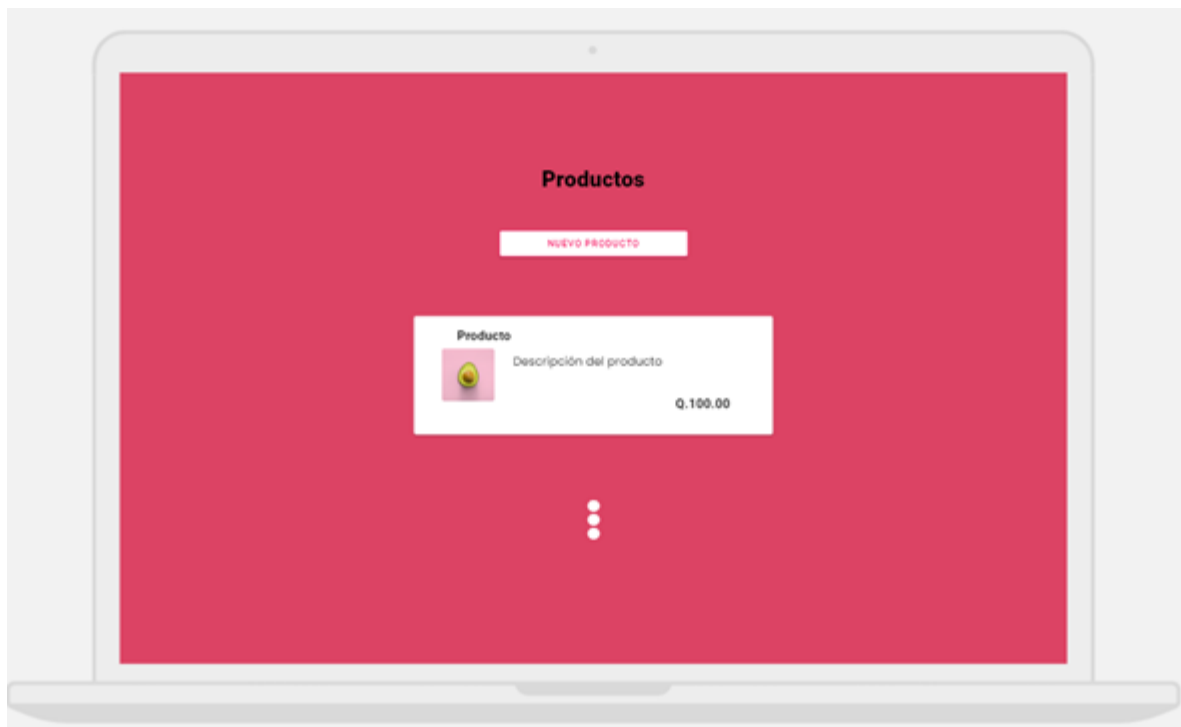 Productos
NUEVO PRODUCTO
Producto
Descripción del producto
Q.100.00